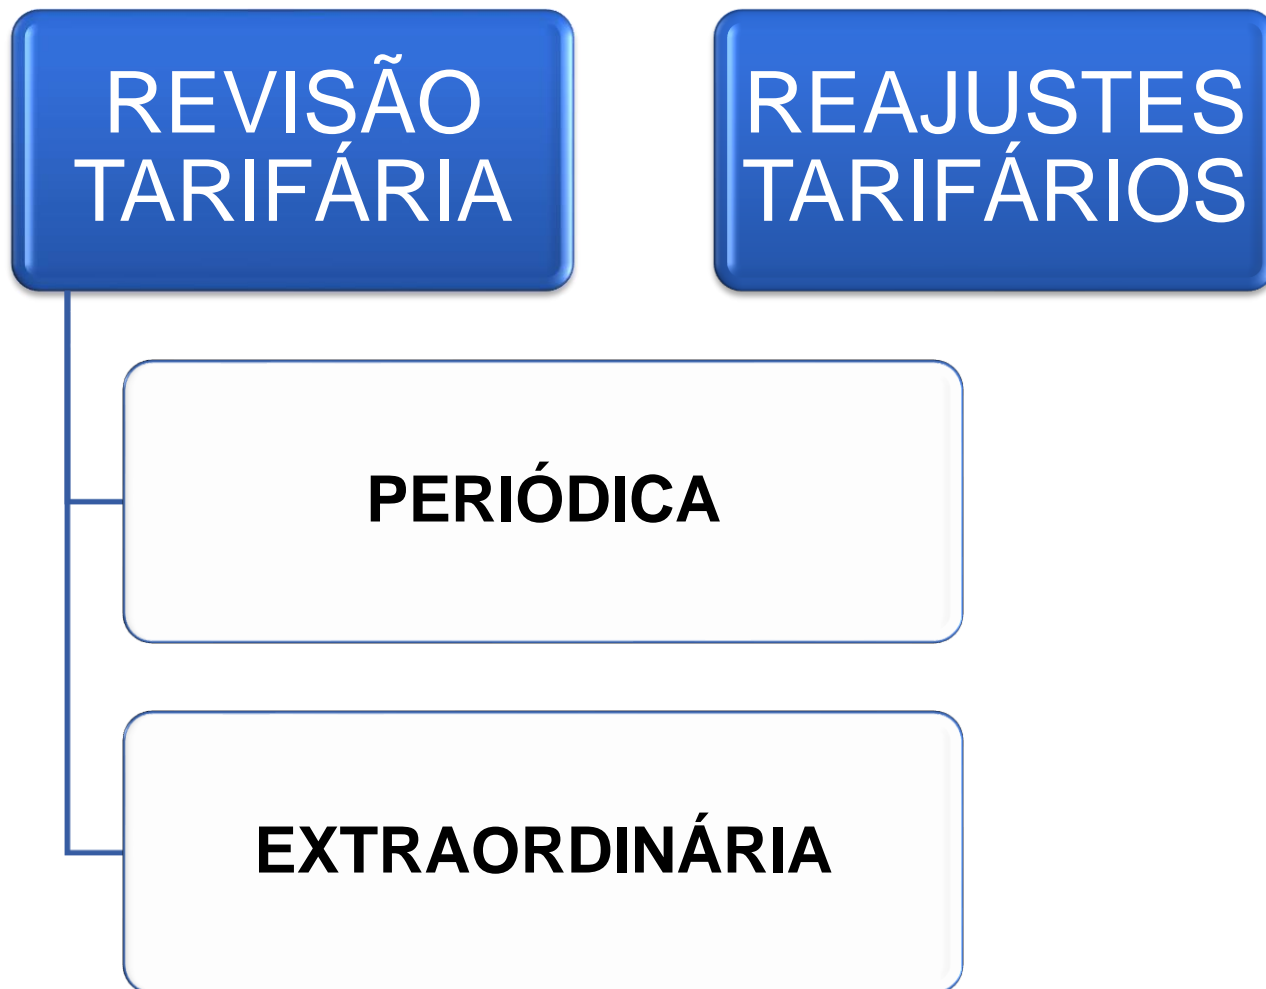 REVISÃO
TARIFÁRIA
REAJUSTES
TARIFÁRIOS
PERIÓDICA
EXTRAORDINÁRIA